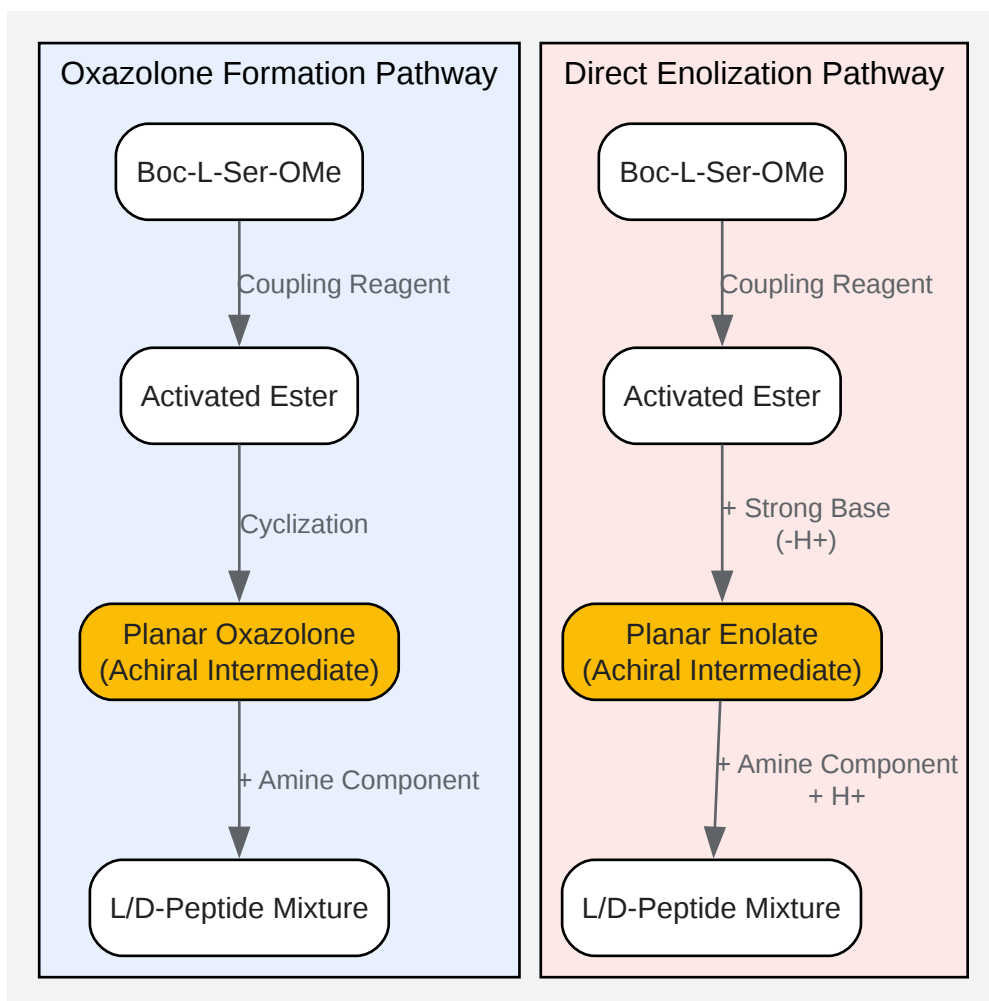 Oxazolone Formation Pathway
Boc-L-Ser-OMe
Coupling Reagent
Activated Ester
Cyclization
Planar Oxazolone
(Achiral Intermediate)
+ Amine Component
L/D-Peptide Mixture
Direct Enolization Pathway
Boc-L-Ser-OMe
Coupling Reagent
Activated Ester
+ Strong Base
(-H+)
Planar Enolate
(Achiral Intermediate)
+ Amine Component
+ H+
L/D-Peptide Mixture